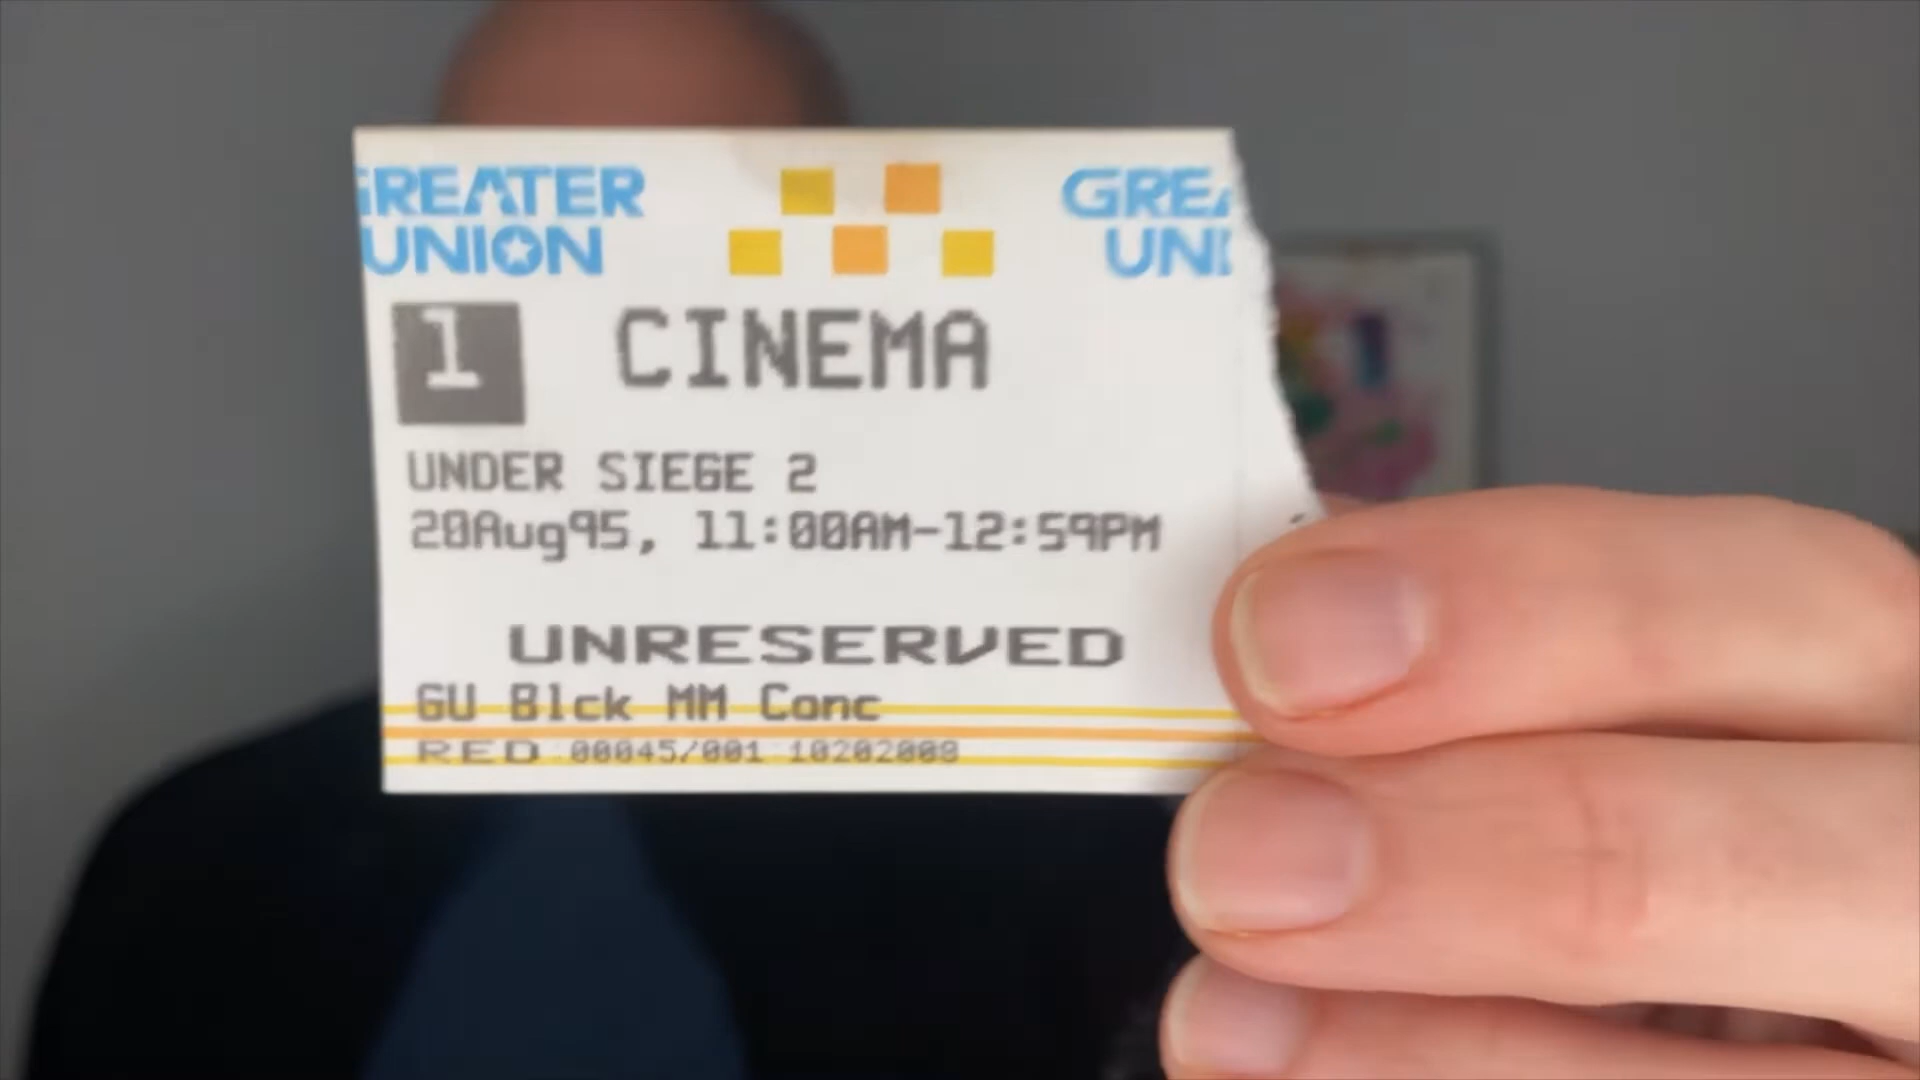 GREATER GREA
UNION UNI
1 CINEMA
UNDER SIEGE 2
20Aug95, 11:00AM-12:59PM
UNRESERVED
GU Blck MM Conc
RED 00045/001 10202008